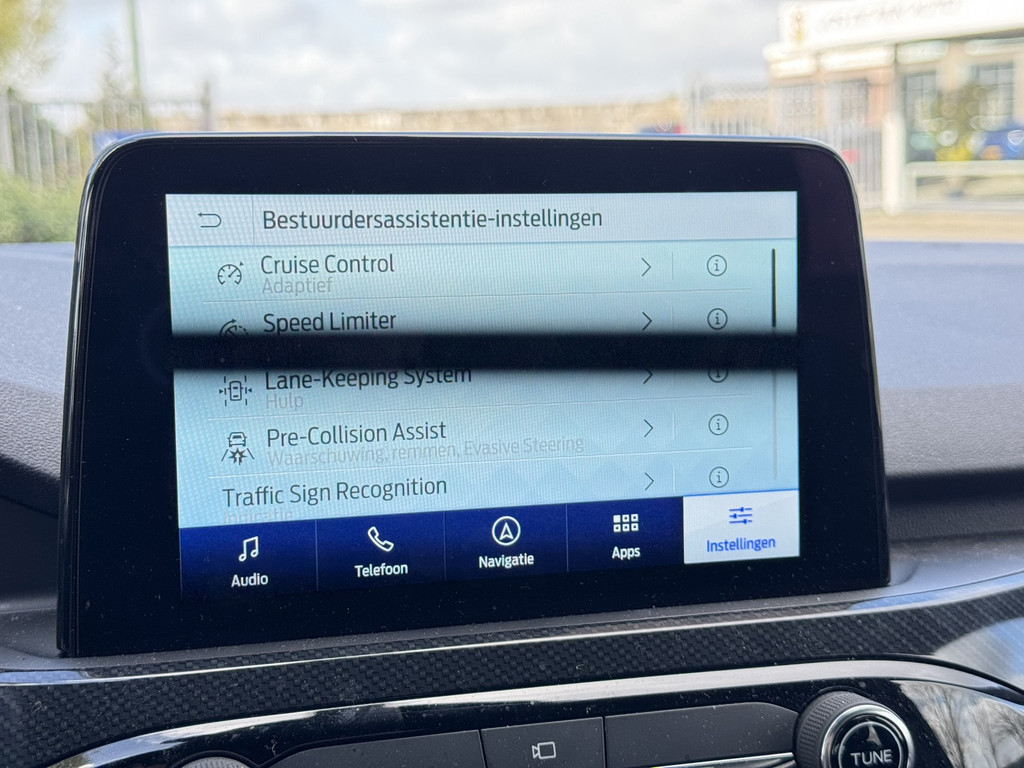 Bestuurdersassistentie-instellingen
Cruise Control
Adaptief
Speed Limiter
Lane-Keeping System
Hulp
Pre-Collision Assist
Waarschuwing, remmen, Evasive Steering
Traffic Sign Recognition
Indicatie
Audio
Telefoon
Navigatie
Apps
Instellingen
TUNE